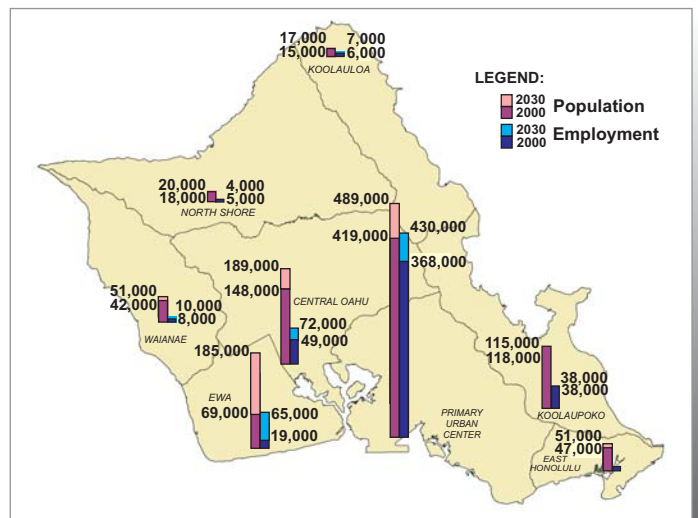 17,000 7,000
15,000 6,000
KOOLAULOA
LEGEND:
2030
2000 Population
2030
2000 Employment
20,000 4,000
18,000 5,000
NORTH SHORE
489,000
419,000
430,000
368,000
189,000
148,000
CENTRAL OAHU
72,000
49,000
51,000
42,000
10,000
8,000
WAIANAE
185,000
EWA
69,000
65,000
19,000
115,000
118,000
38,000
38,000
KOOLAUPOKO
PRIMARY
URBAN
CENTER
51,000
47,000
EAST
HONOLULU